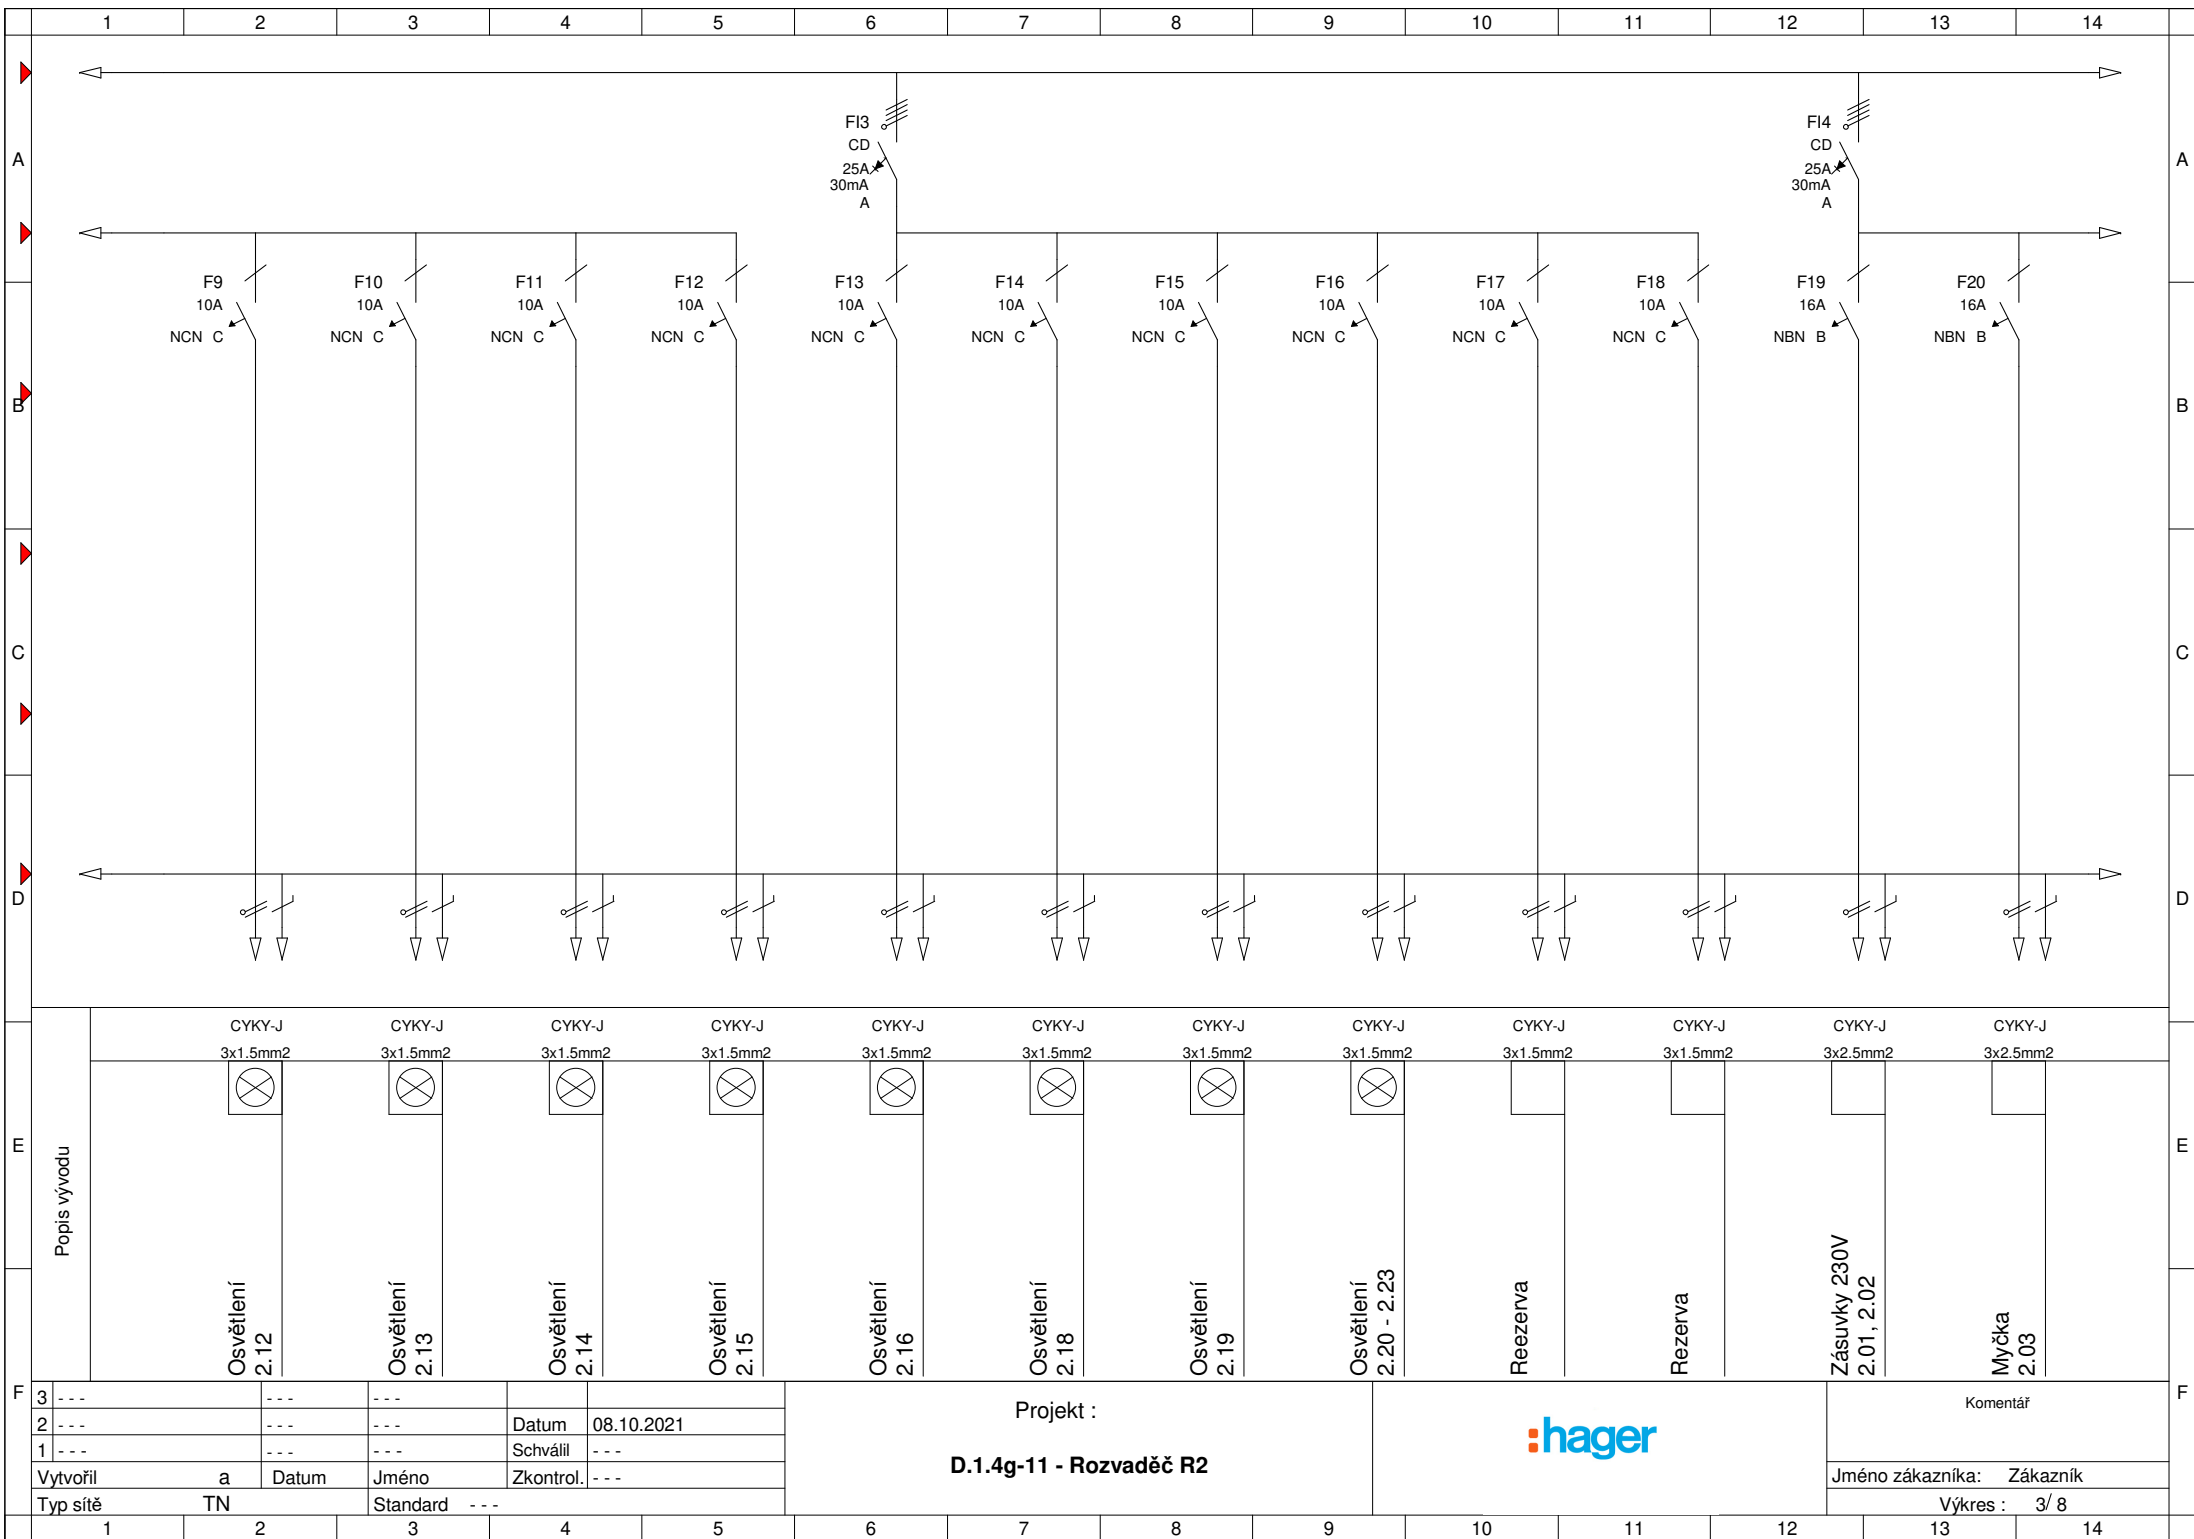 1 2 3 4 5 6 7 8 9 10 11 12 13 14
FI3 FI4
CD CD
A A
25A 25A
30mA 30mA
A A
F9 F10 F11 F12 F13 F14 F15 F16 F17 F18 F19 F20
10A 10A 10A 10A 10A 10A 10A 10A 10A 10A 16A 16A
NCN C NCN C NCN C NCN C NCN C NCN C NCN C NCN C NCN C NCN C NBN B NBN B
B B
C C
D D
CYKY-J CYKY-J CYKY-J CYKY-J CYKY-J CYKY-J CYKY-J CYKY-J CYKY-J CYKY-J CYKY-J CYKY-J
3x1.5mm2 3x1.5mm2 3x1.5mm2 3x1.5mm2 3x1.5mm2 3x1.5mm2 3x1.5mm2 3x1.5mm2 3x1.5mm2 3x1.5mm2 3x2.5mm2 3x2.5mm2
E E
Popis vývodu
Osvětlení
2.12
Osvětlení
2.13
Osvětlení
2.14
Osvětlení
2.15
Osvětlení
2.16
Osvětlení
2.18
Osvětlení
2.19
Osvětlení
2.20 - 2.23
Reezerva
Rezerva
Zásuvky 230V
2.01, 2.02
Myčka
2.03
F F
3 - - - - - - - - -
2 - - - - - - - - - Datum 08.10.2021
1 - - - - - - - - - Schválil - - -
Vytvořil a Datum Jméno Zkontrol. - - -
Typ sítě TN Standard - - -
Projekt :
D.1.4g-11 - Rozvaděč R2
:hager
Komentář
Jméno zákazníka: Zákazník
Výkres : 3/ 8
1 2 3 4 5 6 7 8 9 10 11 12 13 14